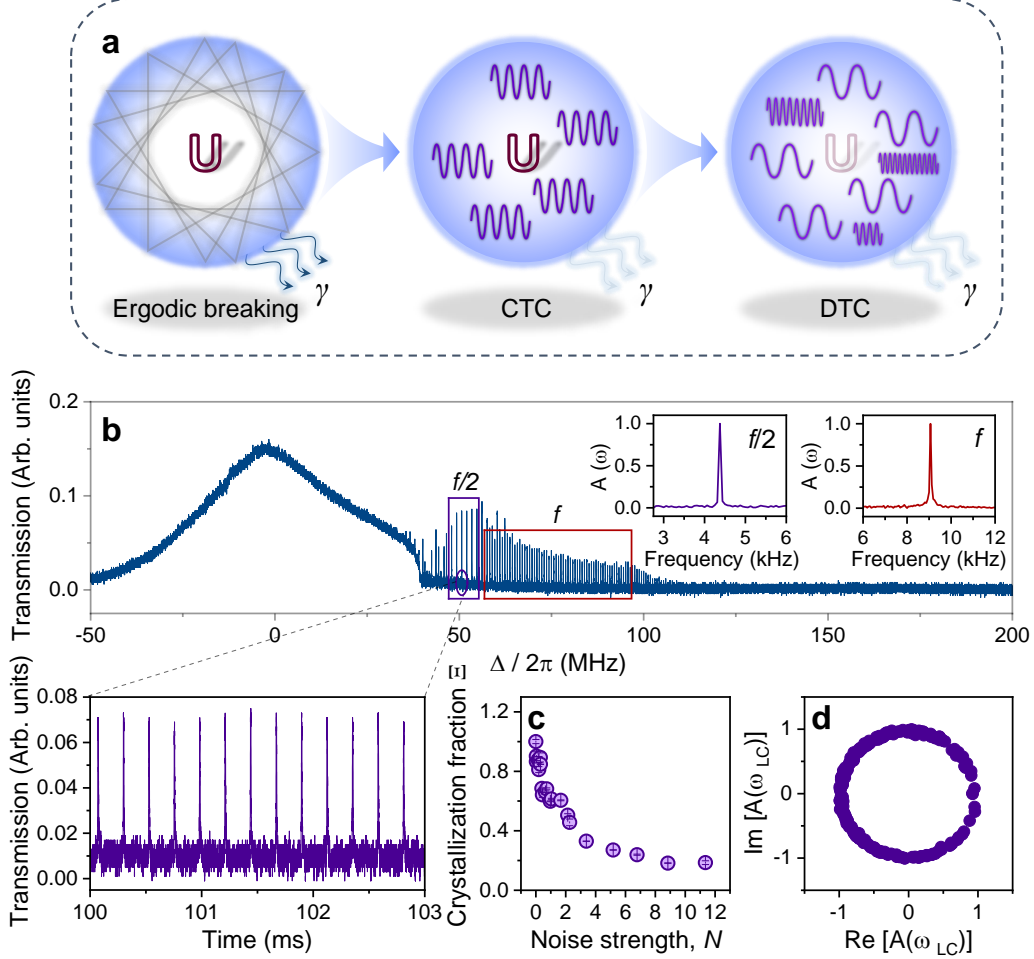 a
U
U
U
γ
γ
γ
Ergodic breaking
CTC
DTC
b
Transmission (Arb. units)
0.2
0.1
0.0
-50
0
50
100
150
200
Δ / 2π (MHz)
f/2
f
A (ω)
1.0
0.5
0.0
f/2
3 4 5 6
Frequency (kHz)
A (ω)
1.0
0.5
0.0
f
6 8 10 12
Frequency (kHz)
Transmission (Arb. units)
0.08
0.06
0.04
0.02
0.00
100 101 102 103
Time (ms)
c
Crystallization fraction [Ξ]
1.2
0.8
0.4
0.0
0 2 4 6 8 10 12
Noise strength, N
d
Im [A(ω LC)]
1
0
-1
-1 0 1
Re [A(ω LC)]